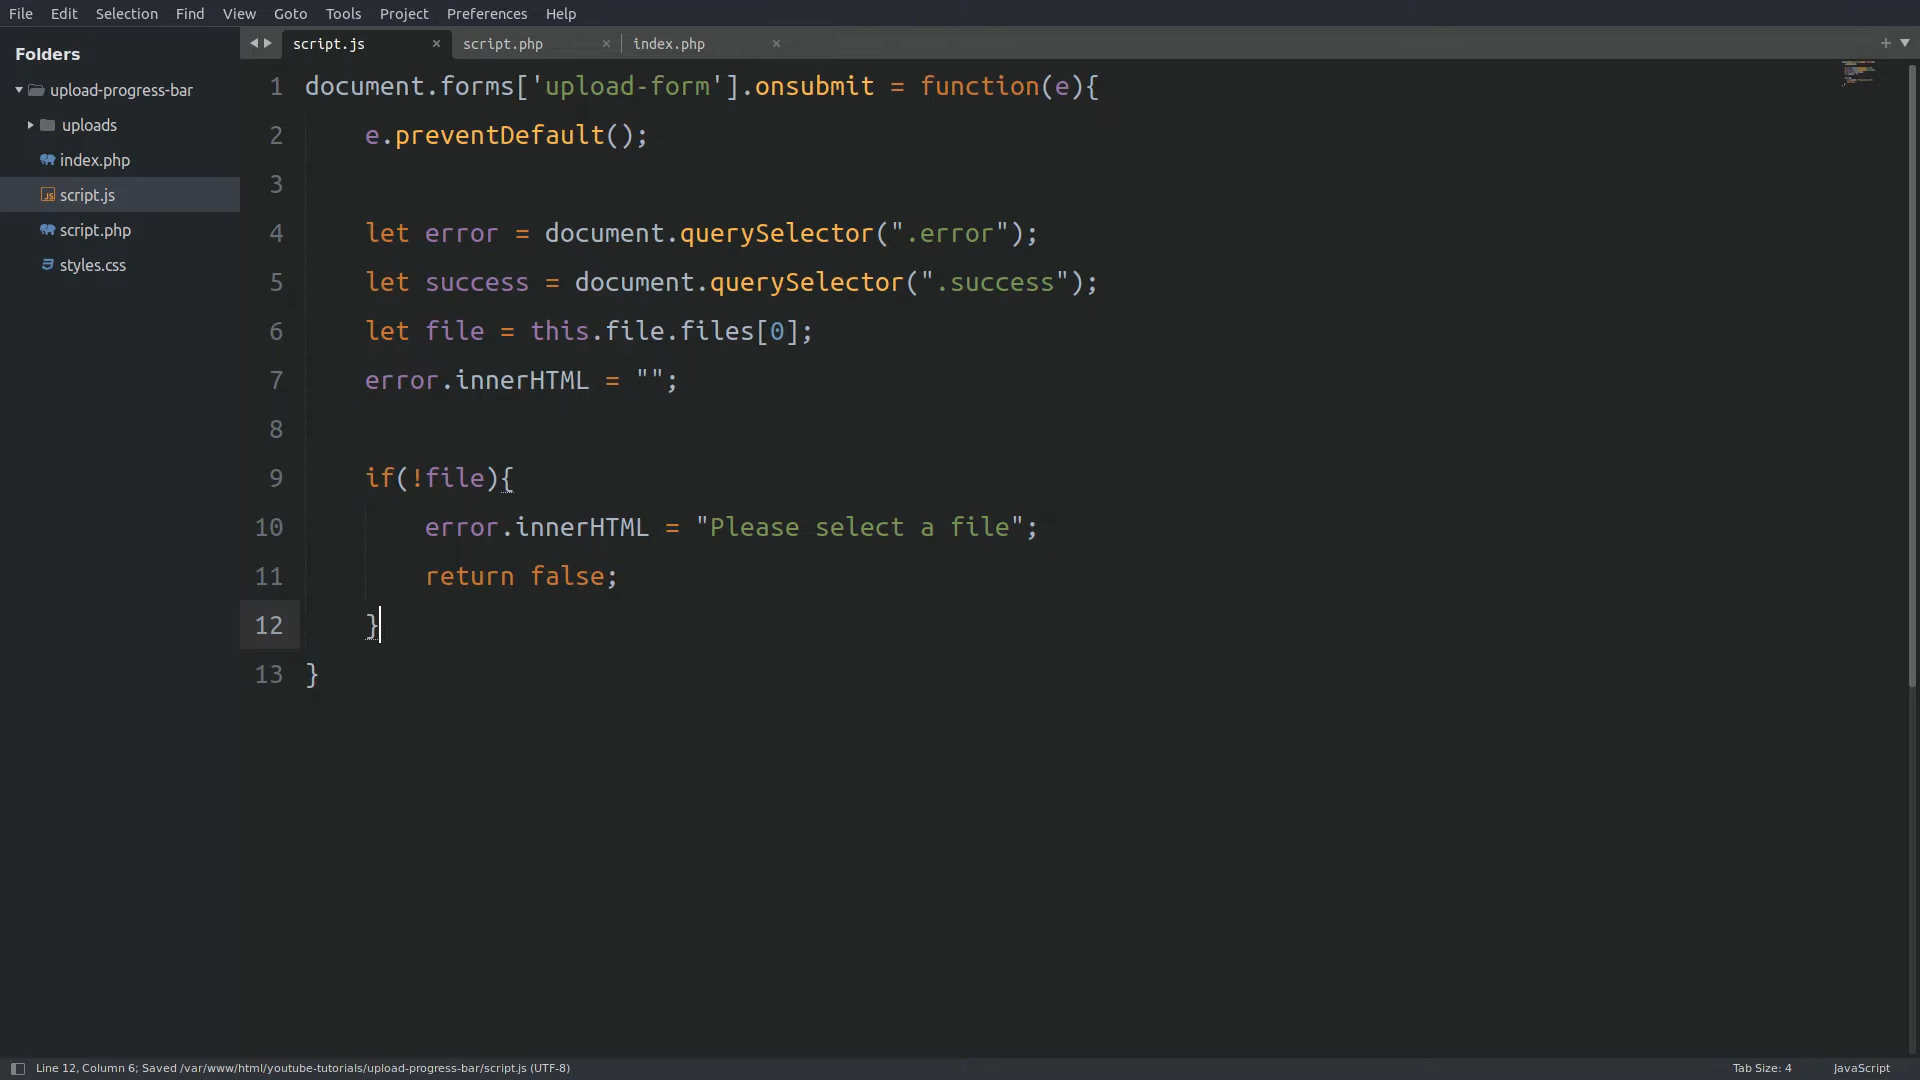 File Edit Selection Find View Goto Tools Project Preferences Help
Folders
upload-progress-bar
uploads
index.php
script.js
script.php
styles.css
script.js × script.php × index.php ×
1 document.forms['upload-form'].onsubmit = function(e){
2 e.preventDefault();
3
4 let error = document.querySelector(".error");
5 let success = document.querySelector(".success");
6 let file = this.file.files[0];
7 error.innerHTML = "";
8
9 if(!file){
10 error.innerHTML = "Please select a file";
11 return false;
12 }
13 }
Line 12, Column 6; Saved /var/www/html/youtube-tutorials/upload-progress-bar/script.js (UTF-8) Tab Size: 4 JavaScript